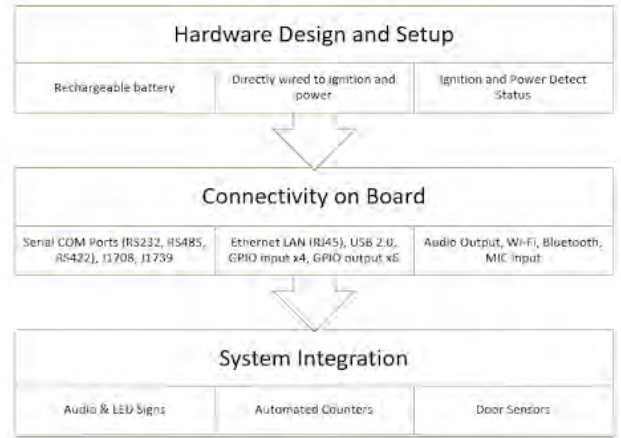 Hardware Design and Setup
Rechargeable battery
Directly wired to ignition and
power
Ignition and Power Detect
Status
Connectivity on Board
Serial COM Ports (RS232, RS485,
RS422), J1708, J1739
Ethernet LAN (RJ45), USB 2.0,
GPIO input x4, GPIO output x6
Audio Output, Wi-Fi, Bluetooth,
MIC Input
System Integration
Audio & LED Signs
Automated Counters
Door Sensors